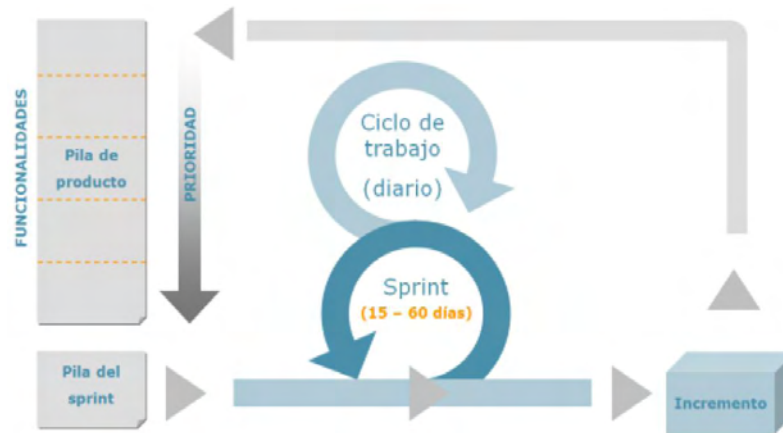 FUNCIONALIDADES
Pila de
producto
PRIORIDAD
Ciclo de
trabajo
(diario)
Sprint
(15 – 60 días)
Pila del
sprint
Incremento